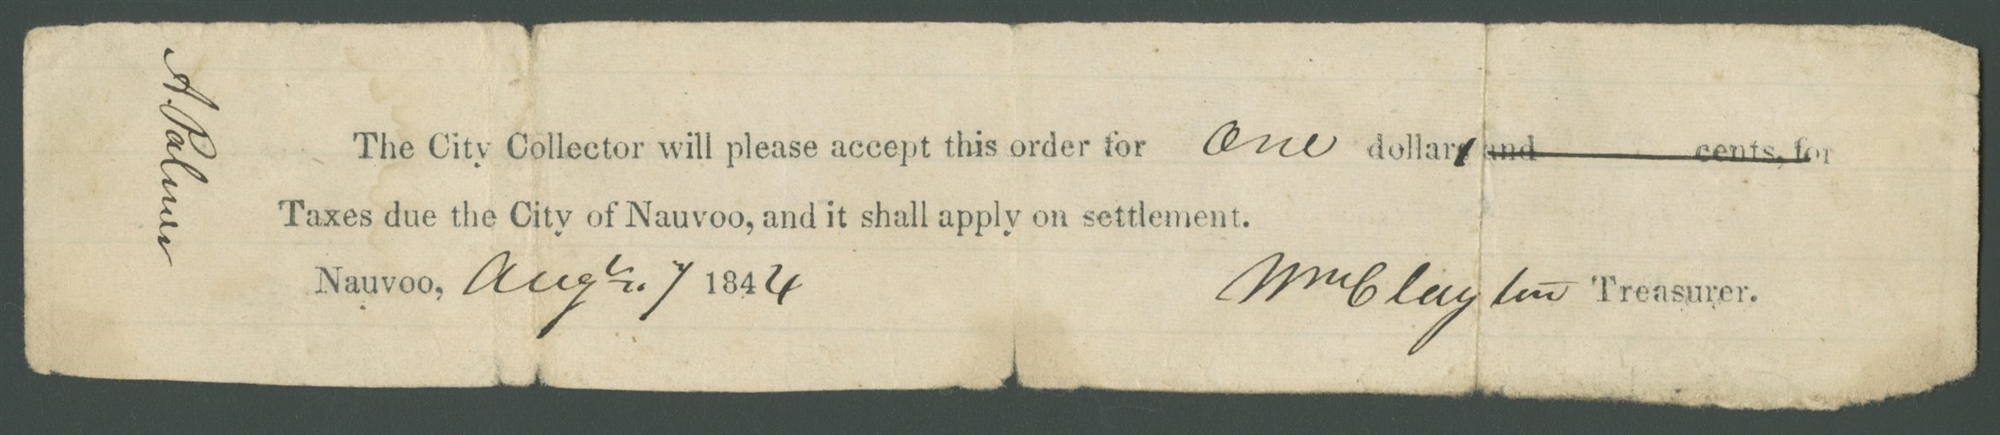 A. Palmer
The City Collector will please accept this order for One dollar and cents, for
Taxes due the City of Nauvoo, and it shall apply on settlement.
Nauvoo, Augt. 7 1844 Wm Clayton Treasurer.